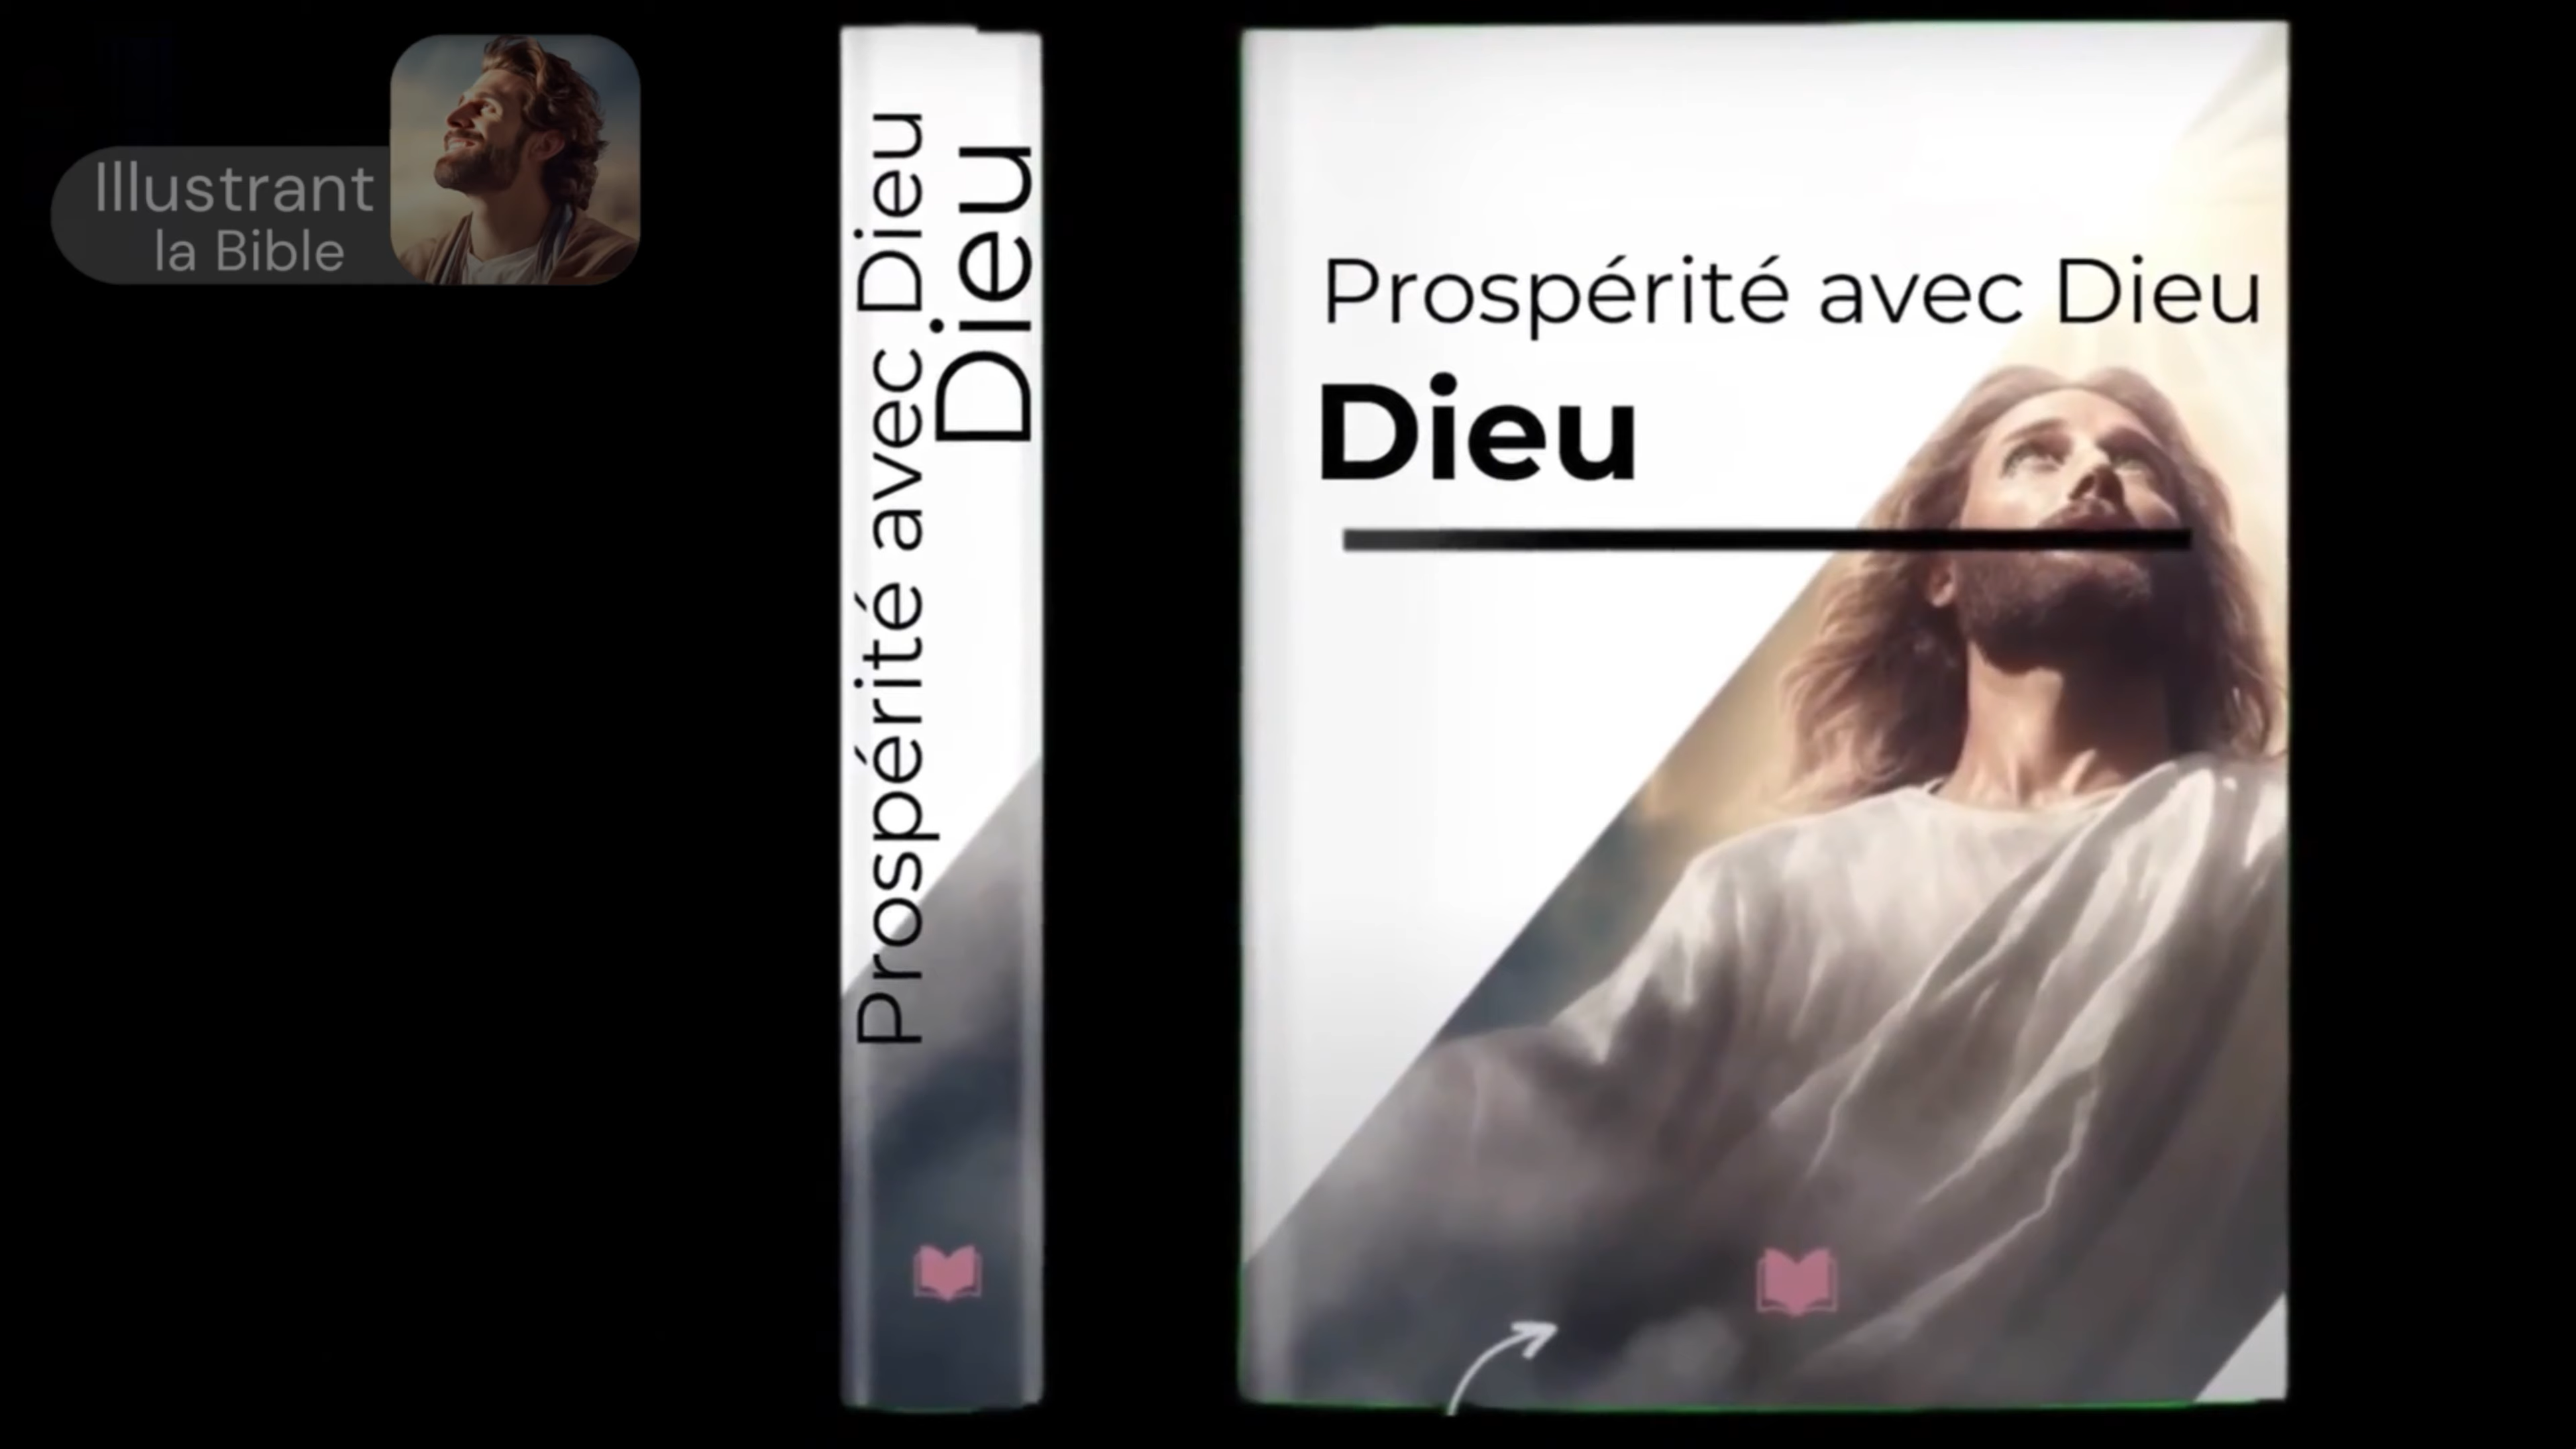 Illustrant
la Bible
Prospérité avec Dieu
Dieu
Prospérité avec Dieu
Dieu